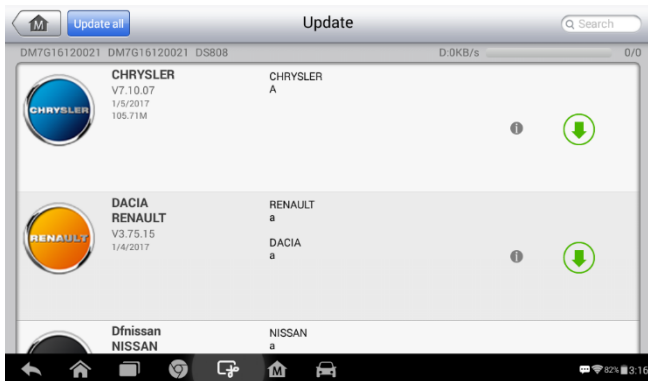 M
Update all
Update
Search
DM7G16120021 DM7G16120021 DS808
D:0KB/s
0/0
CHRYSLER
CHRYSLER
V7.10.07
1/5/2017
105.71M
CHRYSLER
A
RENAULT
DACIA
RENAULT
V3.75.15
1/4/2017
RENAULT
a
DACIA
a
Dfnissan
NISSAN
NISSAN
a
M
82%
3:16